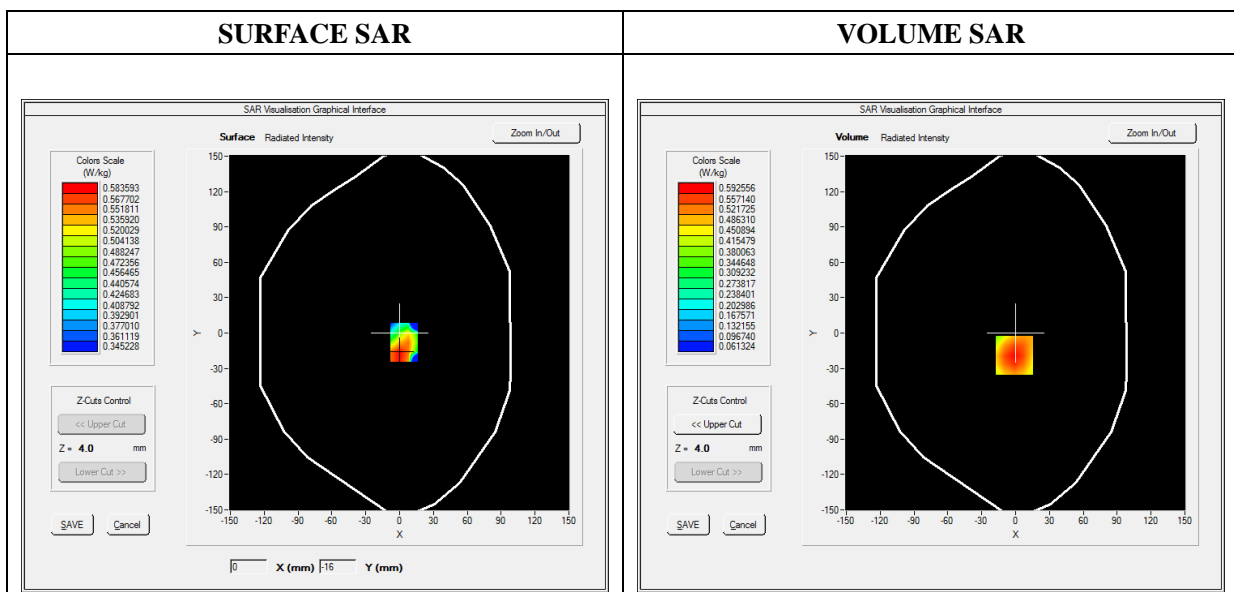 SURFACE SAR
VOLUME SAR
SAR Visualisation Graphical Interface
Surface Radiated Intensity
Zoom In/Out
Colors Scale
(W/kg)
0.583593
0.567702
0.551811
0.535920
0.520029
0.504138
0.488247
0.472356
0.456465
0.440574
0.424683
0.408792
0.392901
0.377010
0.361119
0.345228
Z-Cuts Control
<< Upper Cut
Z = 4.0 mm
Lower Cut >>
SAVE Cancel
150
120
90
60
30
0
-30
-60
-90
-120
-150
Y
-150 -120 -90 -60 -30 0 30 60 90 120 150
X
0 X (mm) -16 Y (mm)
SAR Visualisation Graphical Interface
Volume Radiated Intensity
Zoom In/Out
Colors Scale
(W/kg)
0.592556
0.557140
0.521725
0.486310
0.450894
0.415479
0.380063
0.344648
0.309232
0.273817
0.238401
0.202986
0.167571
0.132155
0.096740
0.061324
Z-Cuts Control
<< Upper Cut
Z = 4.0 mm
Lower Cut >>
SAVE Cancel
150
120
90
60
30
0
-30
-60
-90
-120
-150
Y
-150 -120 -90 -60 -30 0 30 60 90 120 150
X